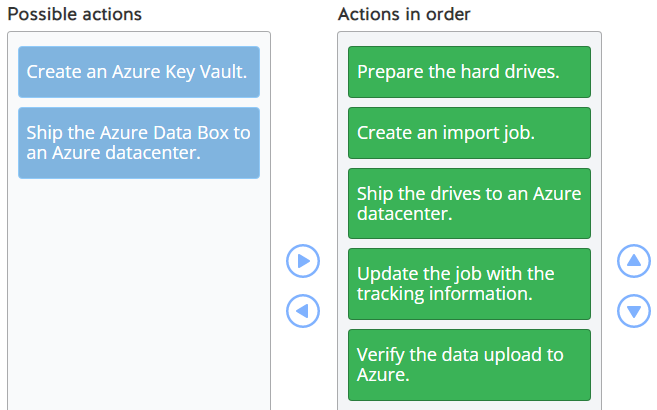 Possible actions
Actions in order
Create an Azure Key Vault.
Ship the Azure Data Box to
an Azure datacenter.
Prepare the hard drives.
Create an import job.
Ship the drives to an Azure
datacenter.
Update the job with the
tracking information.
Verify the data upload to
Azure.